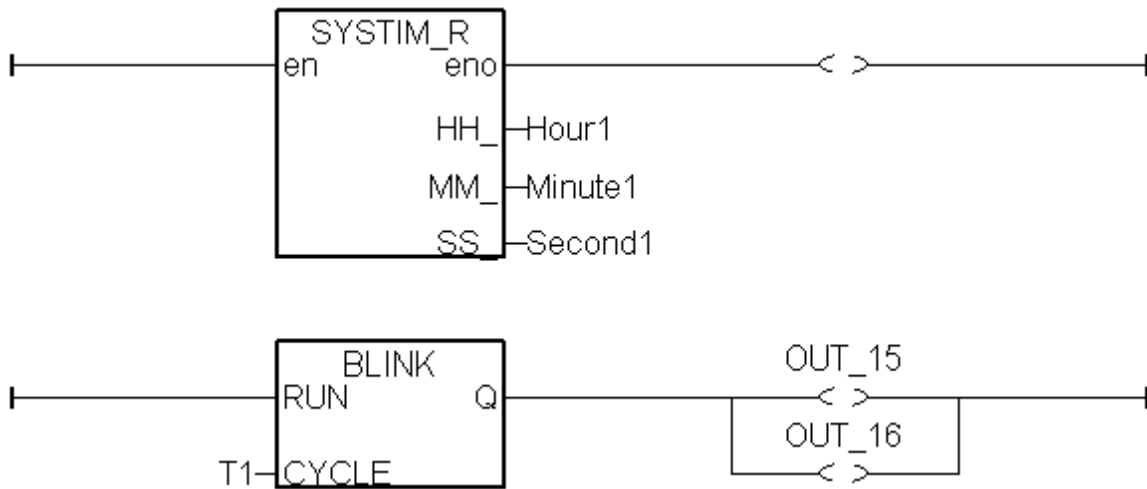 SYSTIM_R
en eno
HH_ Hour1
MM_ Minute1
SS_ Second1
BLINK OUT_15
RUN Q
OUT_16
T1 CYCLE